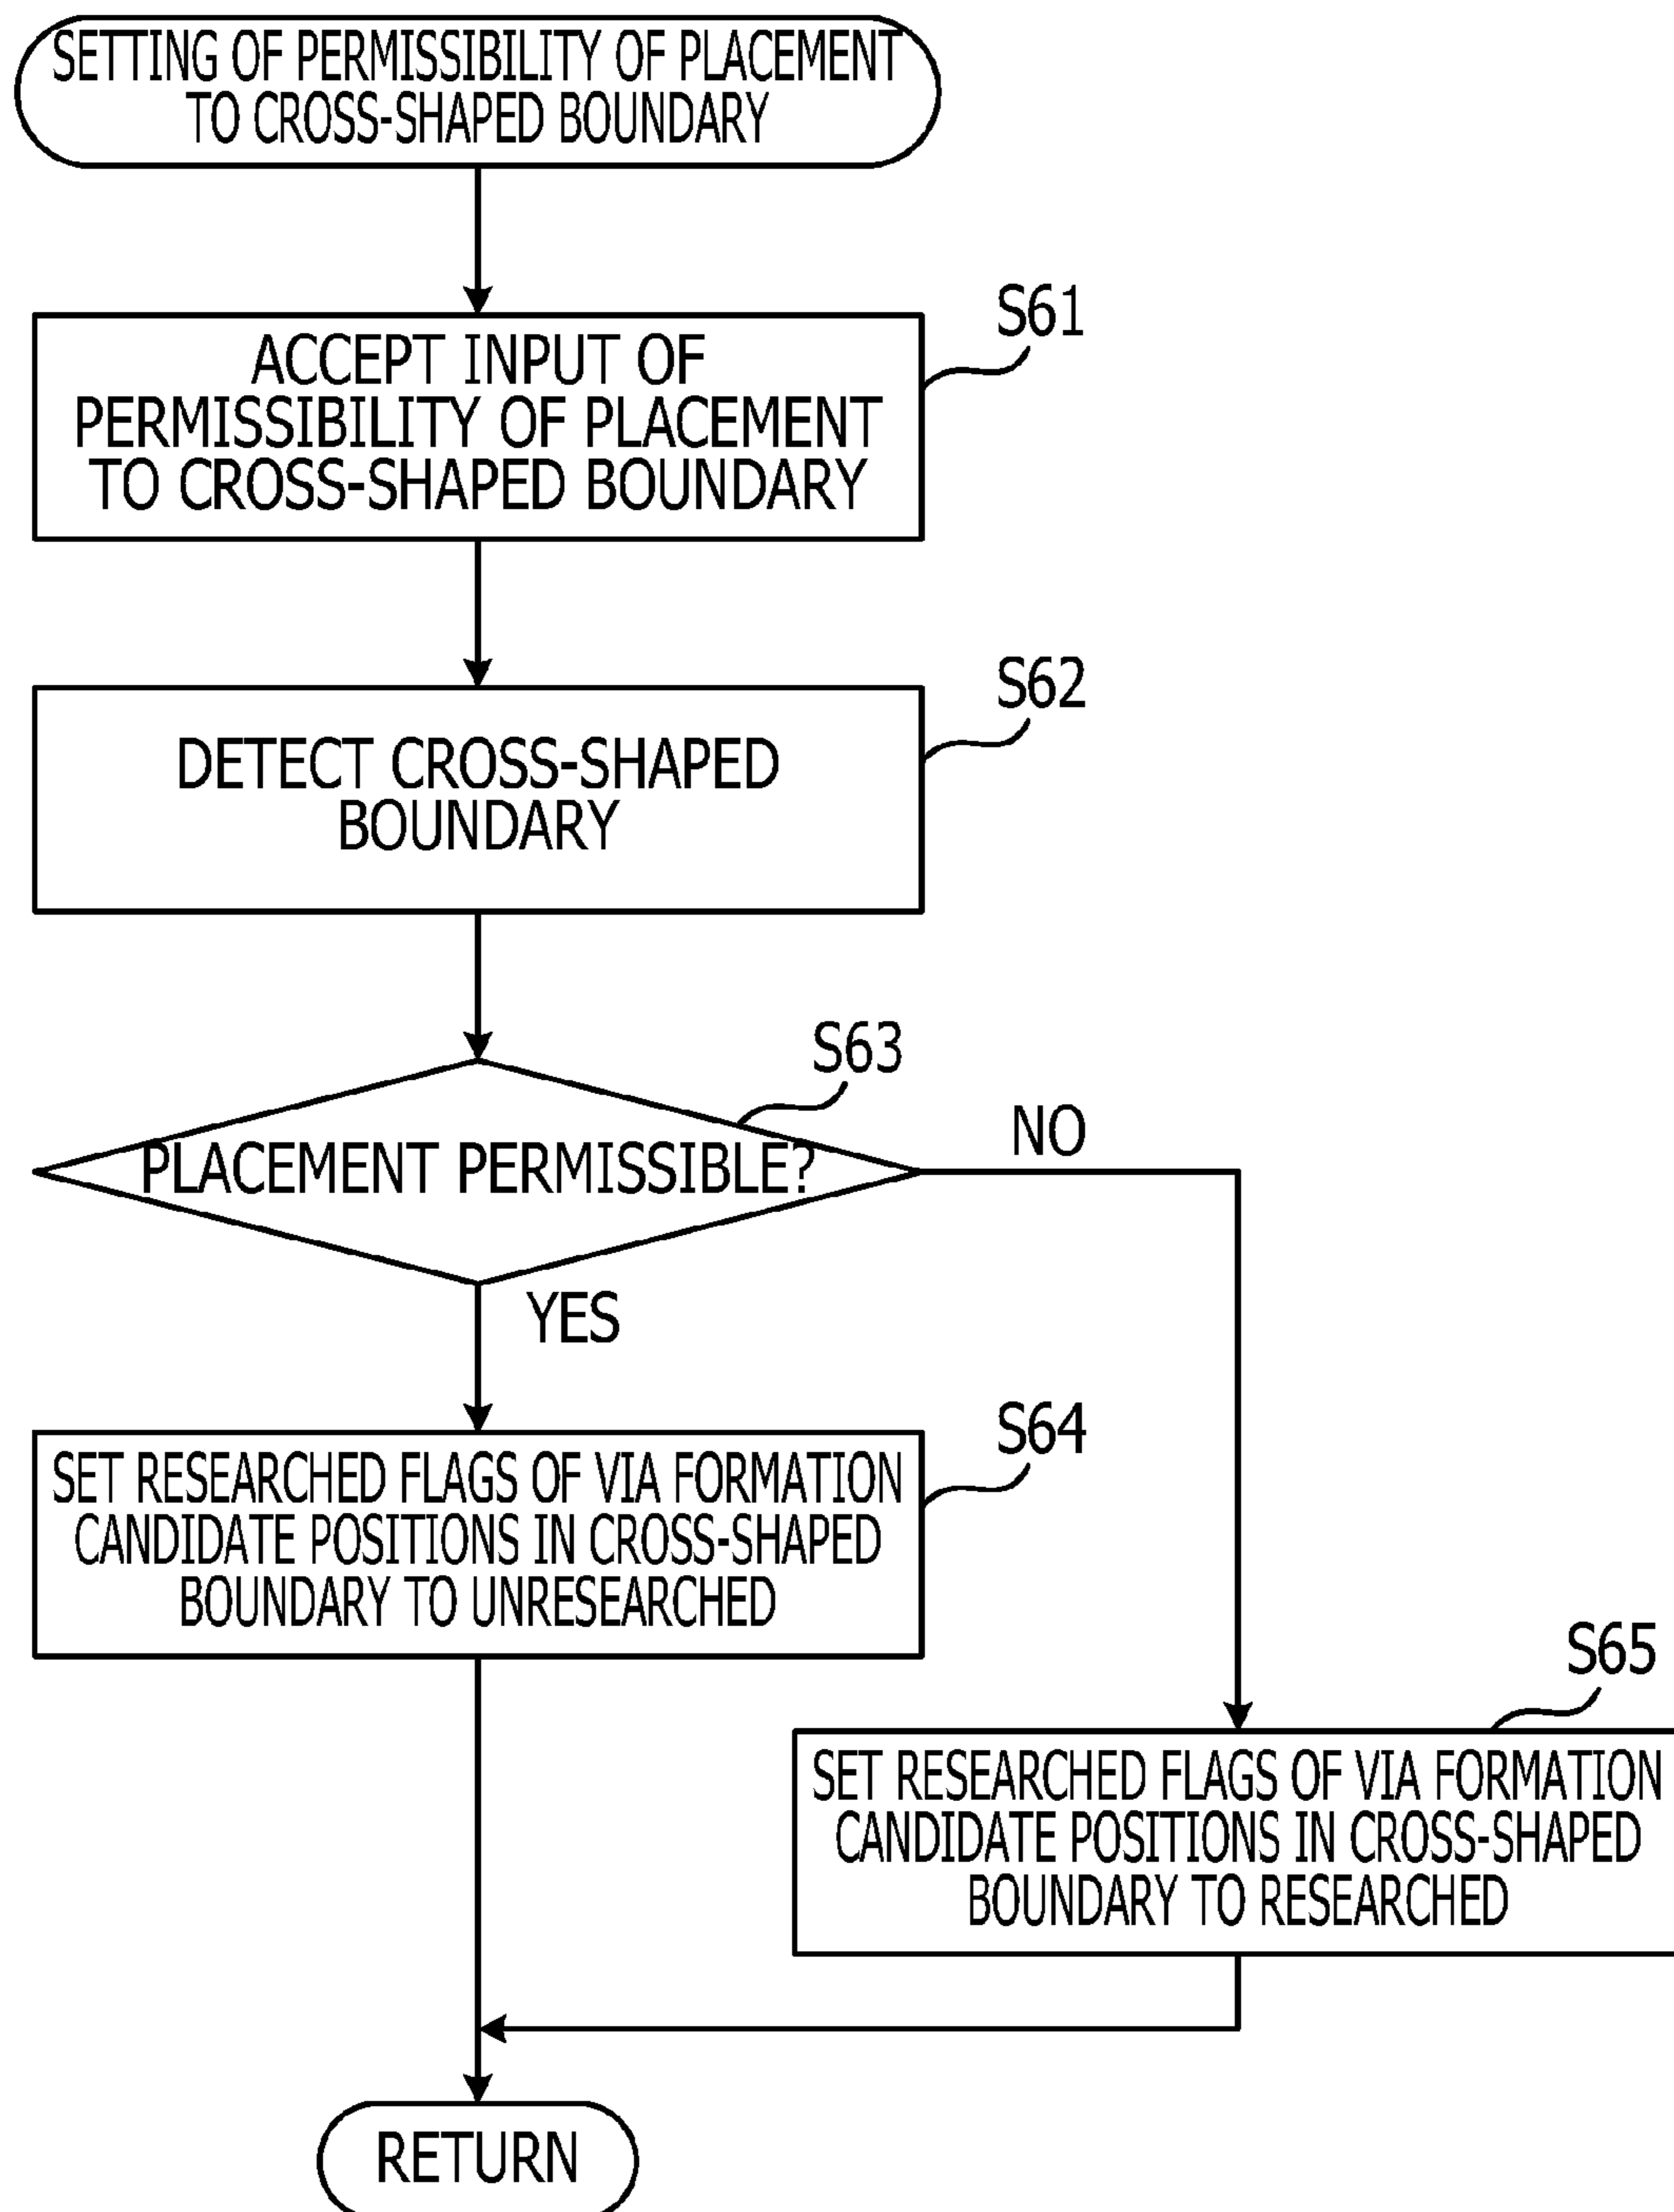 SETTING OF PERMISSIBILITY OF PLACEMENT
TO CROSS-SHAPED BOUNDARY
S61
ACCEPT INPUT OF
PERMISSIBILITY OF PLACEMENT
TO CROSS-SHAPED BOUNDARY
S62
DETECT CROSS-SHAPED
BOUNDARY
S63
PLACEMENT PERMISSIBLE?
NO
YES
S64
SET RESEARCHED FLAGS OF VIA FORMATION
CANDIDATE POSITIONS IN CROSS-SHAPED
BOUNDARY TO UNRESEARCHED
S65
SET RESEARCHED FLAGS OF VIA FORMATION
CANDIDATE POSITIONS IN CROSS-SHAPED
BOUNDARY TO RESEARCHED
RETURN